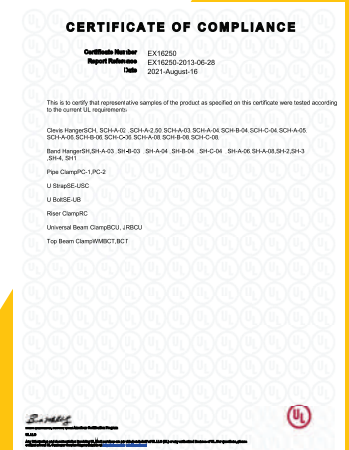 CERTIFICATE OF COMPLIANCE
Certificate Number EX16250
Report Reference EX16250-2013-06-28
Date 2021-August-16
This is to certify that representative samples of the product as specified on this certificate were tested according
to the current UL requirements
Clevis HangerSCH, SCH-A-02 ,SCH-A-2.50, SCH-A-03, SCH-A-04, SCH-B-04, SCH-C-04, SCH-A-05,
SCH-A-06, SCH-B-06, SCH-C-06, SCH-A-08, SCH-B-08, SCH-C-08,
Band HangerSH,SH-A-03 ,SH-B-03 ,SH-A-04 ,SH-B-04 ,SH-C-04 ,SH-A-06,SH-A-08,SH-2,SH-3
,SH-4, SH1
Pipe ClampPC-1,PC-2
U StrapSE-USC
U BoltSE-UB
Riser ClampRC
Universal Beam ClampBCU, JRBCU
Top Beam ClampWMBCT,BCT
UL